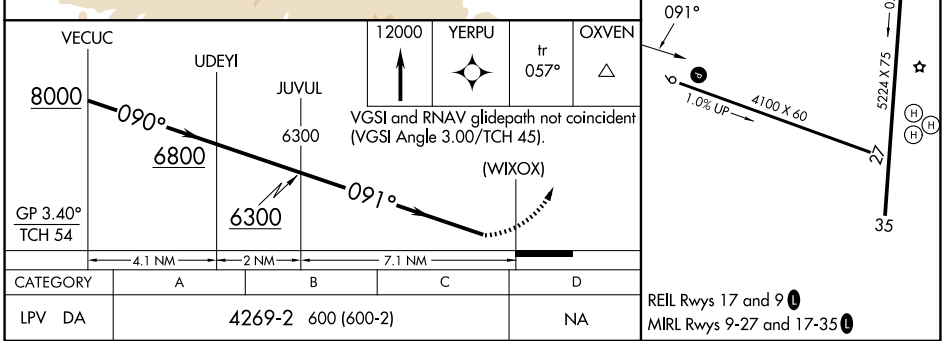 VECUC
UDEYI
JUVUL
12000
YERPU
tr
057°
OXVEN
8000
090°
6800
6300
6300
091°
VGSI and RNAV glidepath not coincident
(VGSI Angle 3.00/TCH 45).
(WIXOX)
GP 3.40°
TCH 54
4.1 NM
2 NM
7.1 NM
CATEGORY A B C D
LPV DA 4269-2 600 (600-2) NA
091°
P
9
1.0% UP
4100 X 60
27
5224 X 75
0.
H
H
H
35
REIL Rwys 17 and 9 L
MIRL Rwys 9-27 and 17-35 L